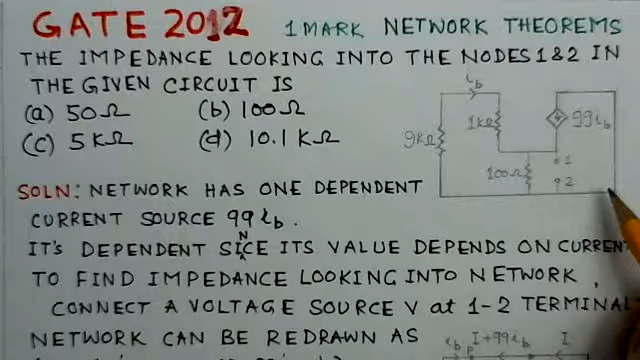 GATE 2012 1 MARK NETWORK THEOREMS
THE IMPEDANCE LOOKING INTO THE NODES 1 & 2 IN
THE GIVEN CIRCUIT IS
(a) 50Ω (b) 100Ω
(c) 5KΩ (d) 10.1 KΩ
ib
9kΩ
1kΩ
99ib
100Ω
1
2
SOLN: NETWORK HAS ONE DEPENDENT
CURRENT SOURCE 99ib.
IT'S DEPENDENT SINCE ITS VALUE DEPENDS ON CURRENT
TO FIND IMPEDANCE LOOKING INTO NETWORK,
CONNECT A VOLTAGE SOURCE V at 1-2 TERMINAL
NETWORK CAN BE REDRAWN AS
ib P I+99ib I